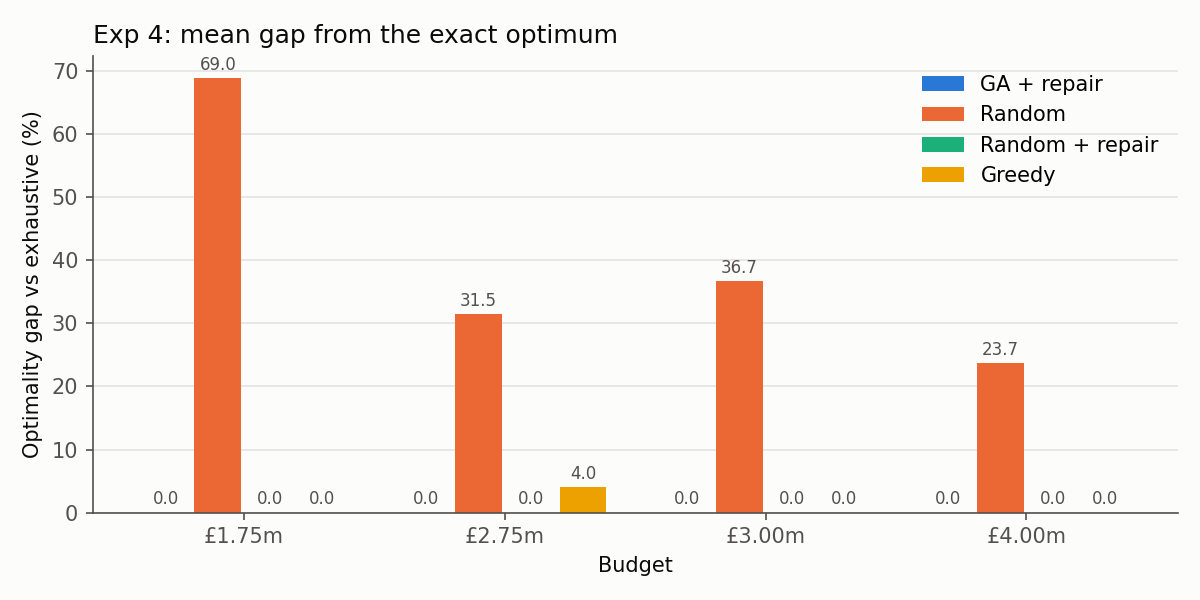 Exp 4: mean gap from the exact optimum
Optimality gap vs exhaustive (%)
70
60
50
40
30
20
10
0
69.0
31.5
36.7
23.7
4.0
0.0 0.0 0.0 0.0 0.0 0.0 0.0 0.0 0.0 0.0 0.0
GA + repair
Random
Random + repair
Greedy
£1.75m £2.75m £3.00m £4.00m
Budget